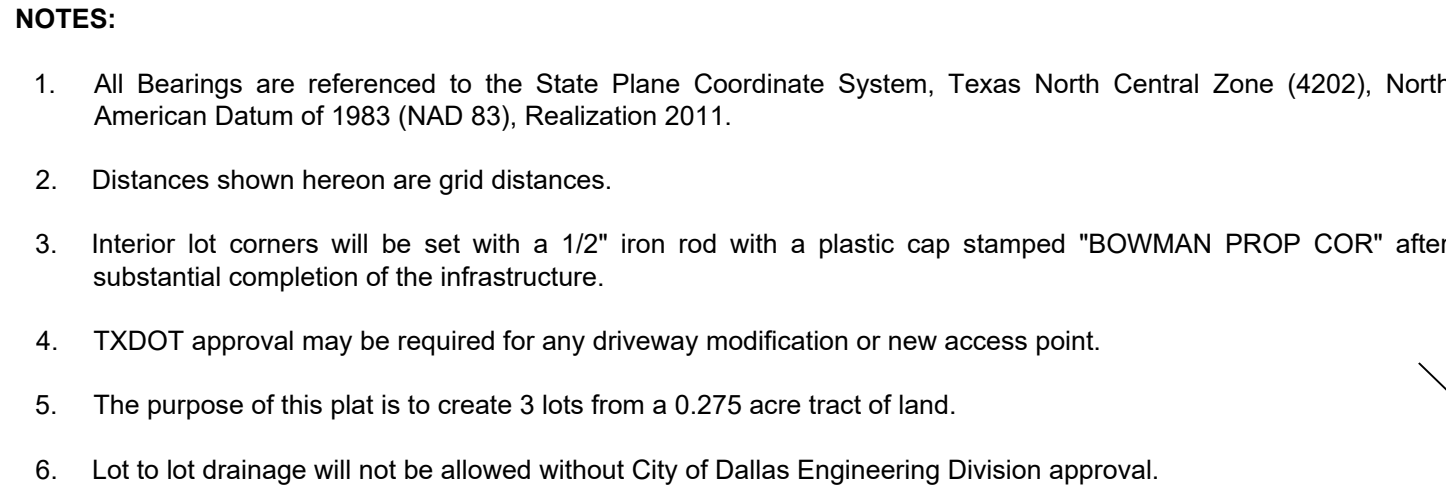 NOTES:
1. All Bearings are referenced to the State Plane Coordinate System, Texas North Central Zone (4202), North
American Datum of 1983 (NAD 83), Realization 2011.
2. Distances shown hereon are grid distances.
3. Interior lot corners will be set with a 1/2" iron rod with a plastic cap stamped "BOWMAN PROP COR" after
substantial completion of the infrastructure.
4. TXDOT approval may be required for any driveway modification or new access point.
5. The purpose of this plat is to create 3 lots from a 0.275 acre tract of land.
6. Lot to lot drainage will not be allowed without City of Dallas Engineering Division approval.